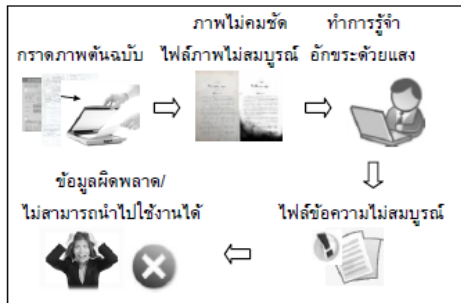 ภาพไม่คมชัด
ทำการรู้จำ
กราดภาพต้นฉบับ
ไฟล์ภาพไม่สมบูรณ์
อักขระด้วยแสง
ข้อมูลผิดพลาด/
ไม่สามารถนำไปใช้งานได้
ไฟล์ข้อความไม่สมบูรณ์